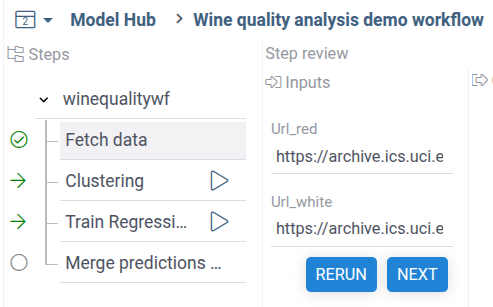 2 Model Hub > Wine quality analysis demo workflow
Steps
winequalitywf
Fetch data
Clustering
Train Regressi...
Merge predictions ...
Step review
Inputs
Url_red
https://archive.ics.uci.e
Url_white
https://archive.ics.uci.e
RERUN NEXT